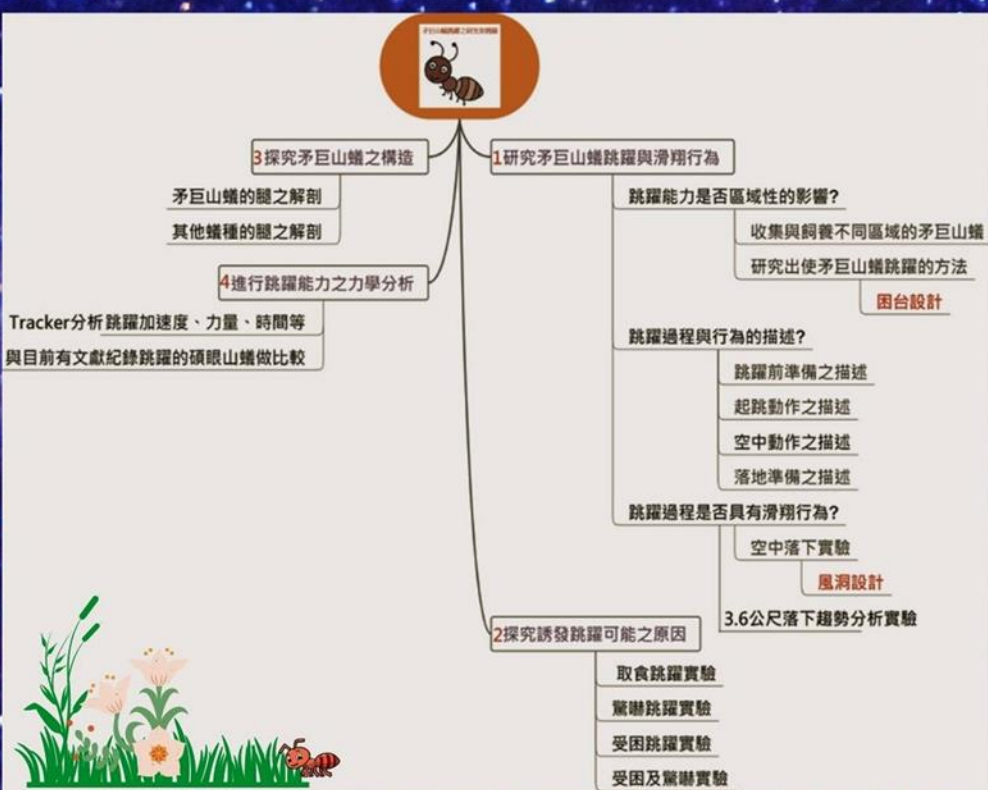 3探究矛巨山蟻之構造
矛巨山蟻的腿之解剖
其他蟻種的腿之解剖
4進行跳躍能力之力學分析
Tracker分析跳躍加速度、力量、時間等
與目前有文獻紀錄跳躍的碩眼山蟻做比較
1研究矛巨山蟻跳躍與滑翔行為
跳躍能力是否區域性的影響?
收集與飼養不同區域的矛巨山蟻
研究出使矛巨山蟻跳躍的方法
困台設計
跳躍過程與行為的描述?
跳躍前準備之描述
起跳動作之描述
空中動作之描述
落地準備之描述
跳躍過程是否具有滑翔行為?
空中落下實驗
風洞設計
3.6公尺落下趨勢分析實驗
2探究誘發跳躍可能之原因
取食跳躍實驗
驚嚇跳躍實驗
受困跳躍實驗
受困及驚嚇實驗